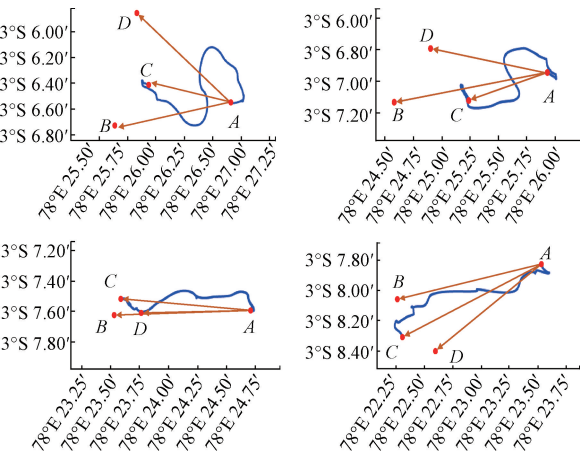 D
3°S 6.00′
3°S 6.20′
C
3°S 6.40′
3°S 6.60′
B
A
3°S 6.80′
78°E 25.50′
78°E 25.75′
78°E 26.00′
78°E 26.25′
78°E 26.50′
78°E 26.75′
78°E 27.00′
78°E 27.25′
3°S 6.00′
D
3°S 6.80′
3°S 7.00′
A
B
C
3°S 7.20′
78°E 24.50′
78°E 24.75′
78°E 25.00′
78°E 25.25′
78°E 25.50′
78°E 25.75′
78°E 26.00′
3°S 7.20′
C
3°S 7.40′
3°S 7.60′
B
D
A
3°S 7.80′
78°E 23.25′
78°E 23.50′
78°E 23.75′
78°E 24.00′
78°E 24.25′
78°E 24.50′
78°E 24.75′
A
3°S 7.80′
B
3°S 8.00′
3°S 8.20′
C
D
3°S 8.40′
78°E 22.25′
78°E 22.50′
78°E 22.75′
78°E 23.00′
78°E 23.25′
78°E 23.50′
78°E 23.75′